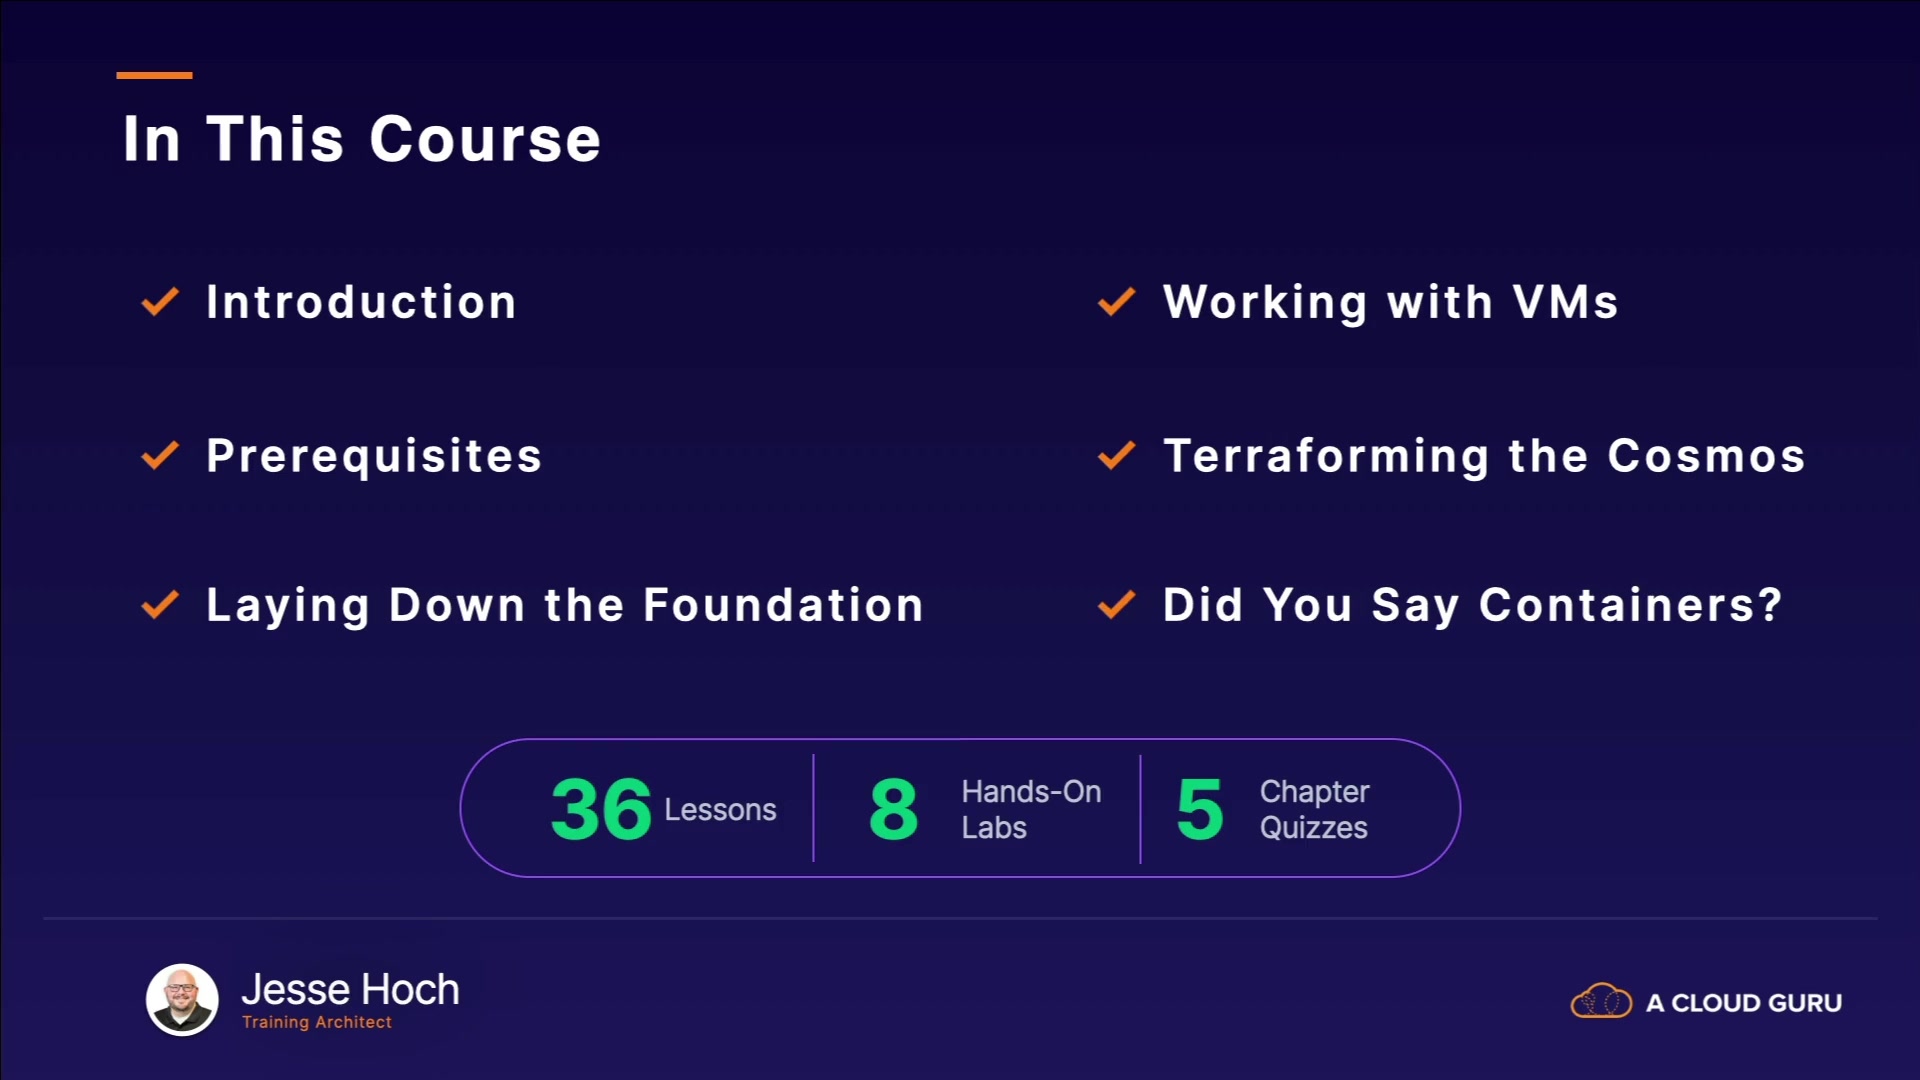 In This Course
Introduction
Prerequisites
Laying Down the Foundation
Working with VMs
Terraforming the Cosmos
Did You Say Containers?
36 Lessons
8 Hands-On
Labs
5 Chapter
Quizzes
Jesse Hoch
Training Architect
A CLOUD GURU